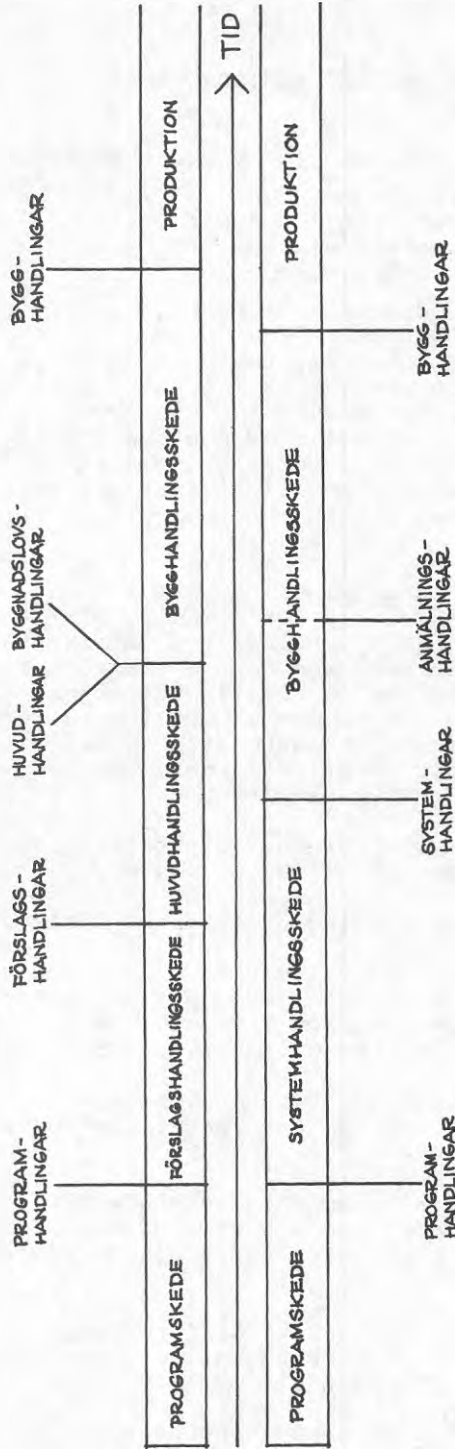 PROGRAM-
HANDLINGAR
FÖRSLAGS-
HANDLINGAR
HUVUD-
HANDLINGAR
BYGGNADSLOVS-
HANDLINGAR
BYGG-
HANDLINGAR
PROGRAMSKEDE
FÖRSLAGSHANDLINGSSKEDE
HUVUDHANDLINGSSKEDE
BYGGHANDLINGSSKEDE
PRODUKTION
TID
PROGRAMSKEDE
SYSTEMHANDLINGSSKEDE
BYGGHANDLINGSSKEDE
PRODUKTION
PROGRAM-
HANDLINGAR
SYSTEM-
HANDLINGAR
ANMÄLNINGS-
HANDLINGAR
BYGG-
HANDLINGAR